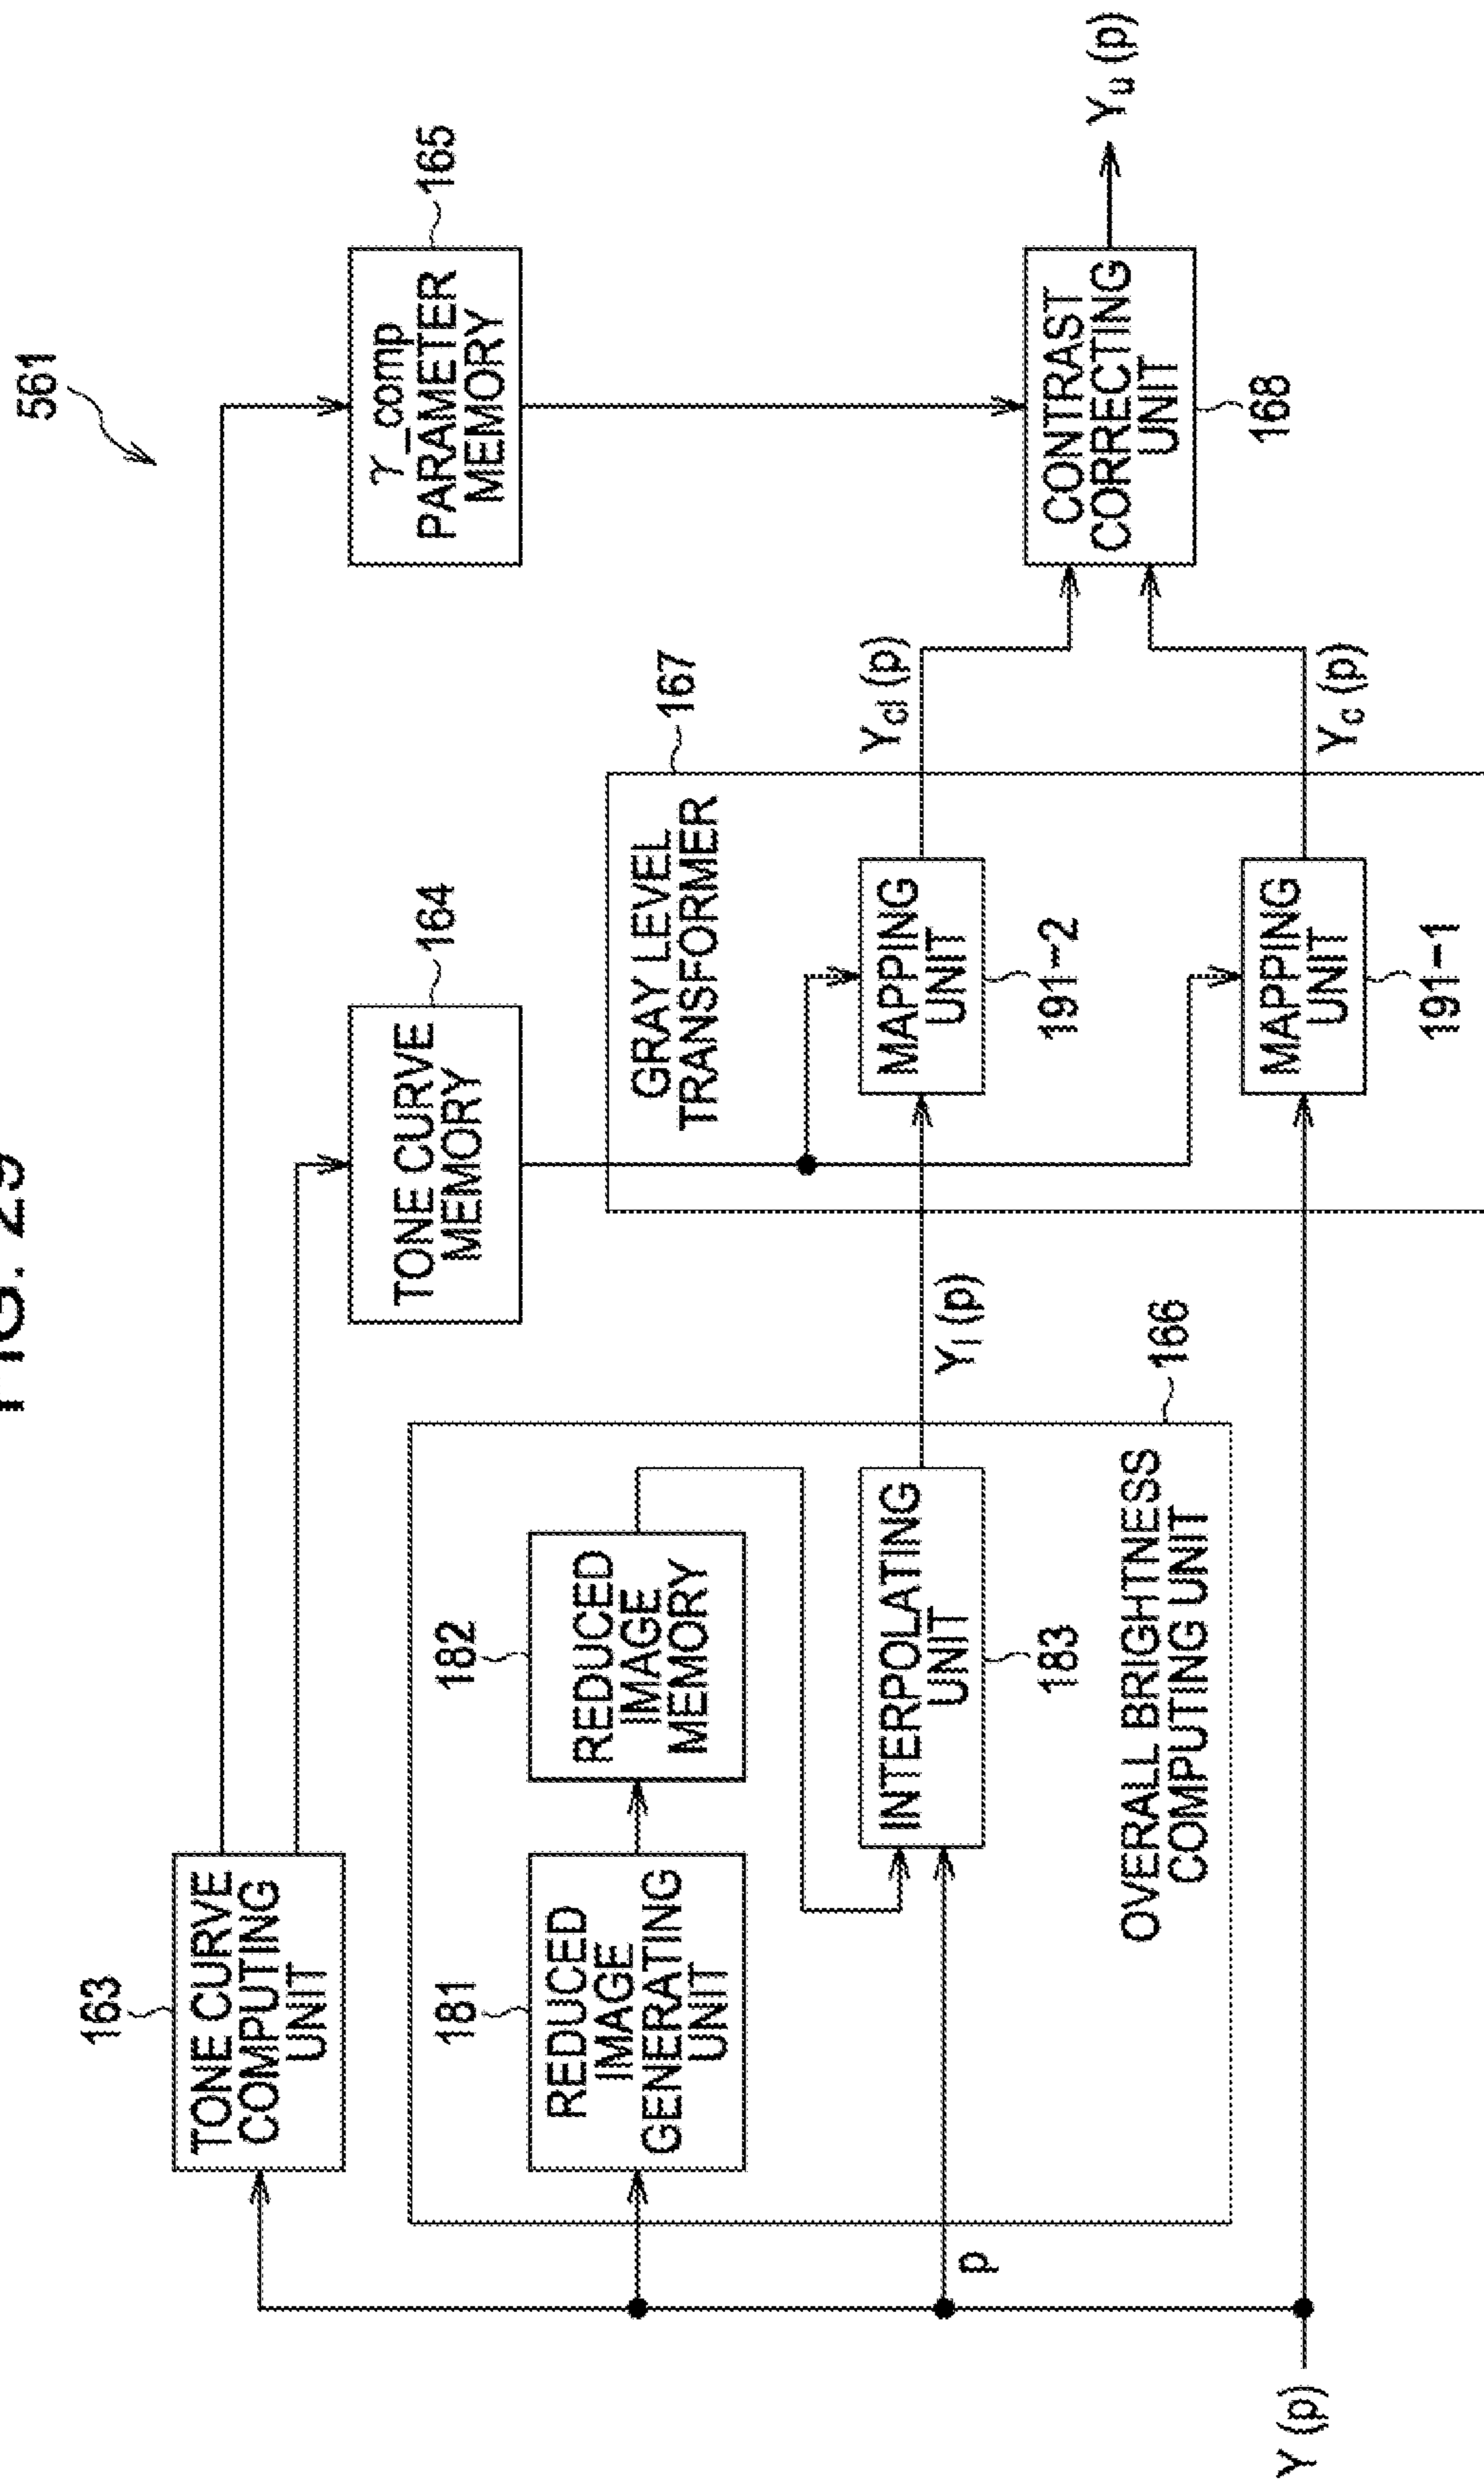 FIG.
561
163
TONE CURVE
COMPUTING
UNIT
164
TONE CURVE
MEMORY
165
γ_comp
PARAMETER
MEMORY
181
REDUCED
IMAGE
GENERATING
UNIT
182
REDUCED
IMAGE
MEMORY
INTERPOLATING
UNIT
183
OVERALL BRIGHTNESS
COMPUTING UNIT
166
p
Y (p)
Yl (p)
GRAY LEVEL
TRANSFORMER
167
MAPPING
UNIT
191-2
MAPPING
UNIT
191-1
Ycl (p)
Yc (p)
CONTRAST
CORRECTING
UNIT
168
Yu (p)